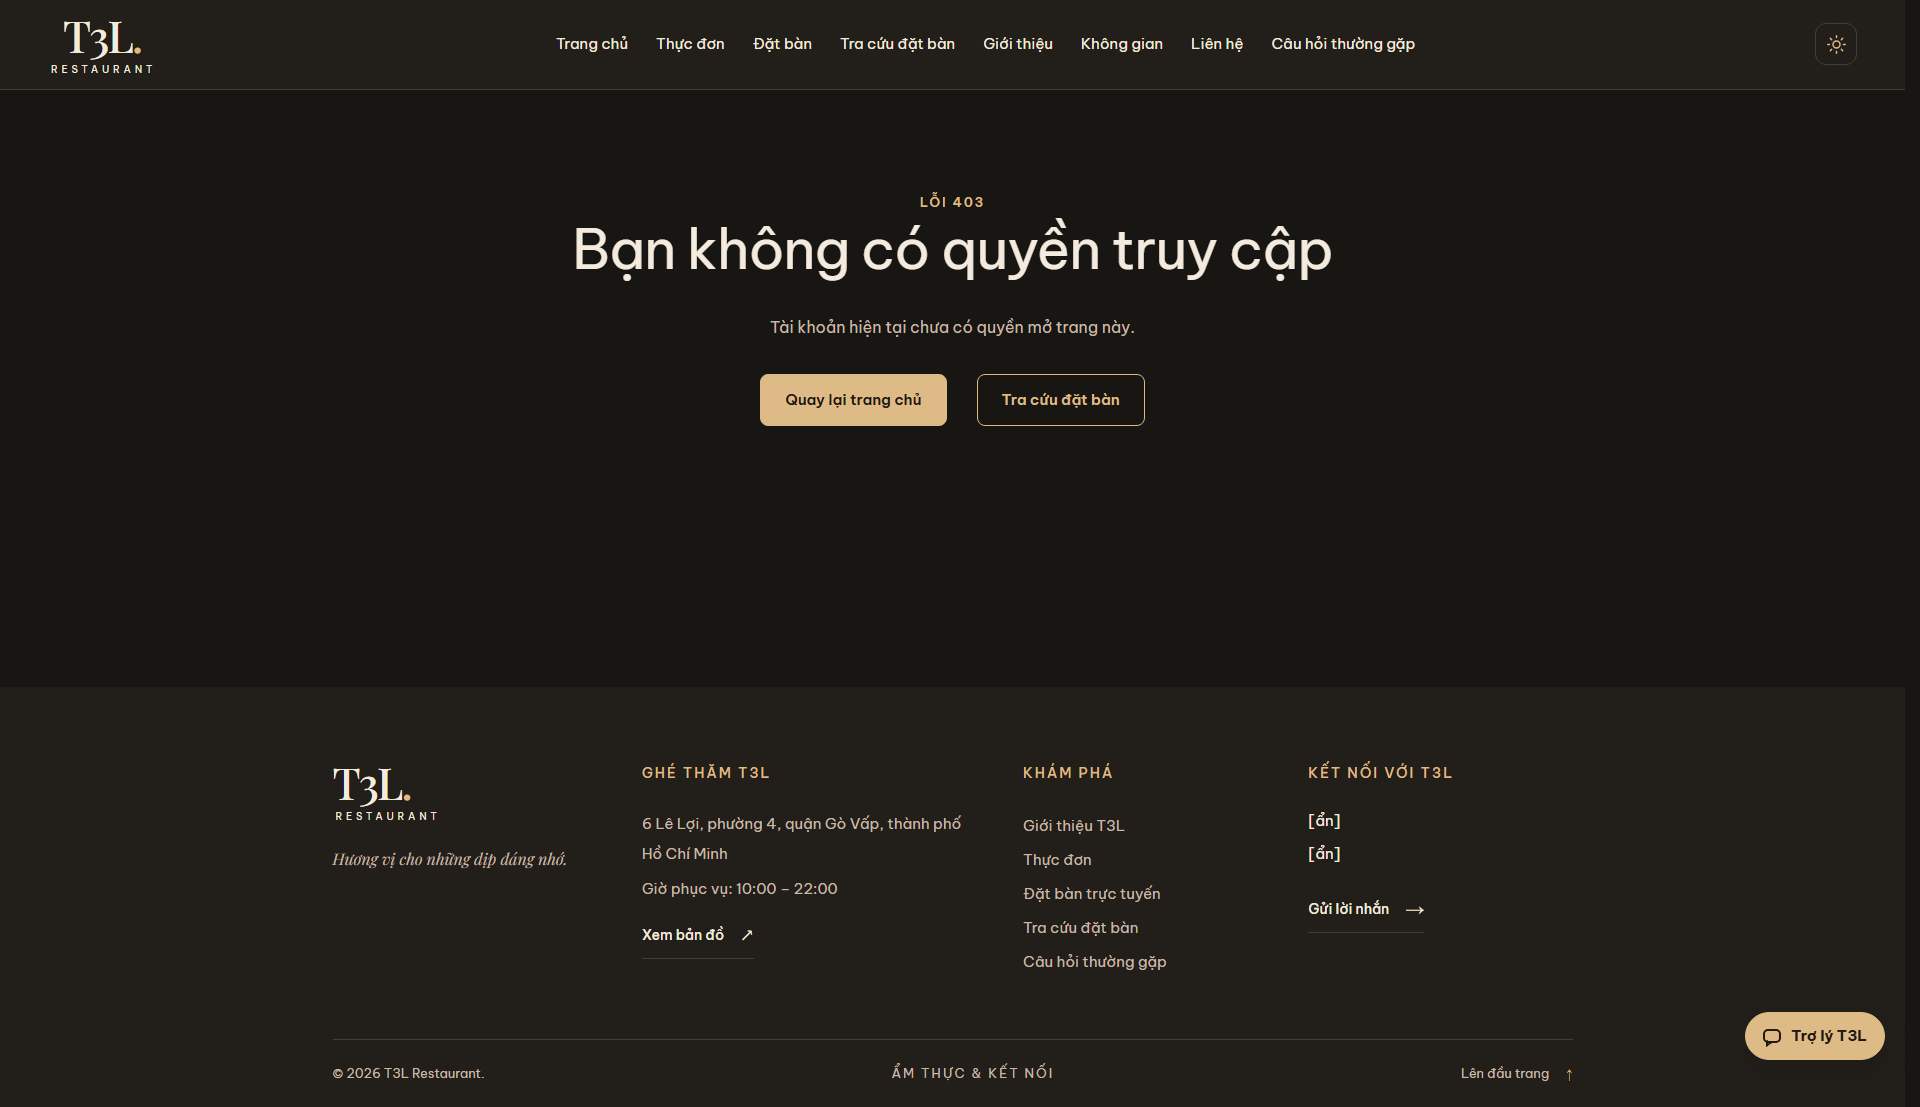 T3L.
RESTAURANT
Trang chủ
Thực đơn
Đặt bàn
Tra cứu đặt bàn
Giới thiệu
Không gian
Liên hệ
Câu hỏi thường gặp
LỖI 403
Bạn không có quyền truy cập
Tài khoản hiện tại chưa có quyền mở trang này.
Quay lại trang chủ
Tra cứu đặt bàn
T3L.
RESTAURANT
Hương vị cho những dịp đáng nhớ.
GHÉ THĂM T3L
6 Lê Lợi, phường 4, quận Gò Vấp, thành phố
Hồ Chí Minh
Giờ phục vụ: 10:00 – 22:00
Xem bản đồ ↗
KHÁM PHÁ
Giới thiệu T3L
Thực đơn
Đặt bàn trực tuyến
Tra cứu đặt bàn
Câu hỏi thường gặp
KẾT NỐI VỚI T3L
[ẩn]
[ẩn]
Gửi lời nhắn →
Trợ lý T3L
© 2026 T3L Restaurant.
ẨM THỰC & KẾT NỐI
Lên đầu trang ↑